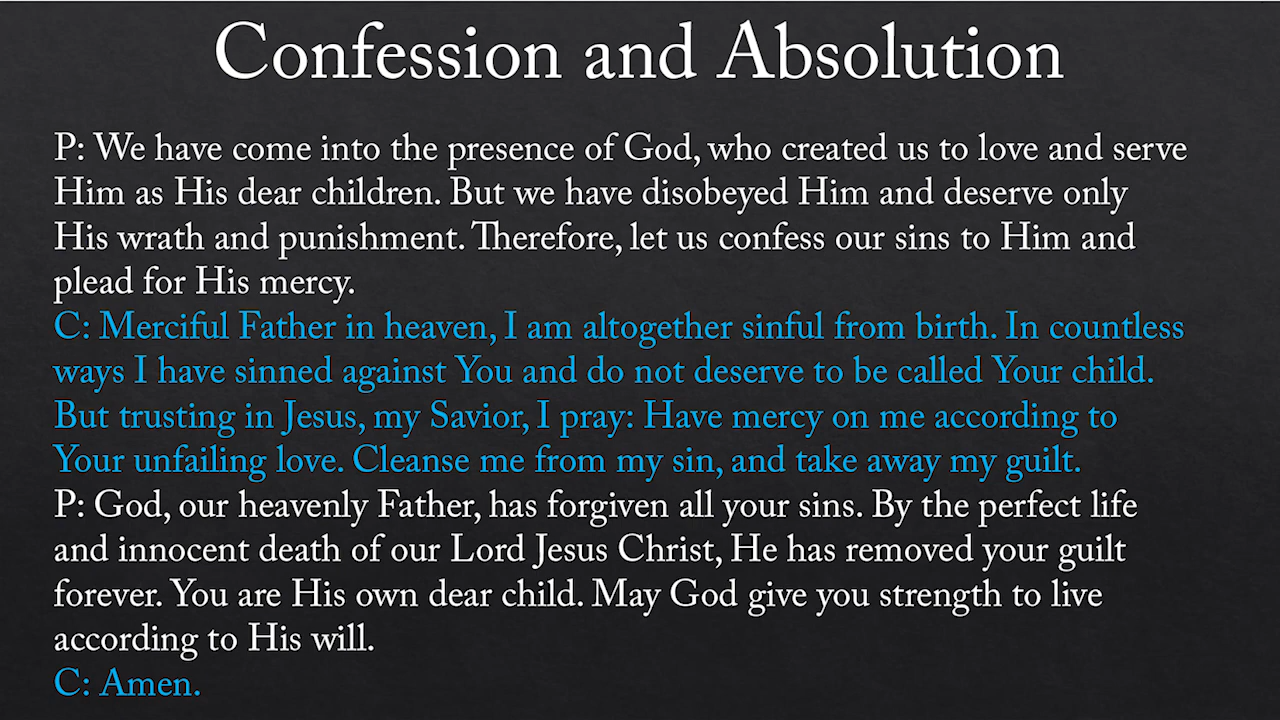 Confession and Absolution
P: We have come into the presence of God, who created us to love and serve
Him as His dear children. But we have disobeyed Him and deserve only
His wrath and punishment. Therefore, let us confess our sins to Him and
plead for His mercy.
C: Merciful Father in heaven, I am altogether sinful from birth. In countless
ways I have sinned against You and do not deserve to be called Your child.
But trusting in Jesus, my Savior, I pray: Have mercy on me according to
Your unfailing love. Cleanse me from my sin, and take away my guilt.
P: God, our heavenly Father, has forgiven all your sins. By the perfect life
and innocent death of our Lord Jesus Christ, He has removed your guilt
forever. You are His own dear child. May God give you strength to live
according to His will.
C: Amen.